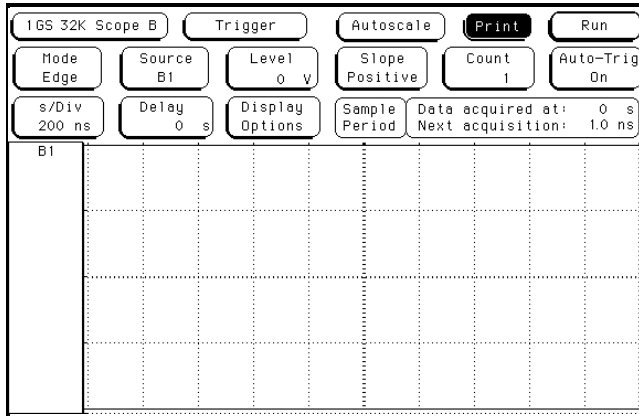 1GS 32K Scope B Trigger Autoscale Print Run
Mode Source Level Slope Count Auto-Trig
Edge B1 0 V Positive 1 On
s/Div Delay Display Sample Data acquired at: 0 s
200 ns 0 s Options Period Next acquisition: 1.0 ns
B1